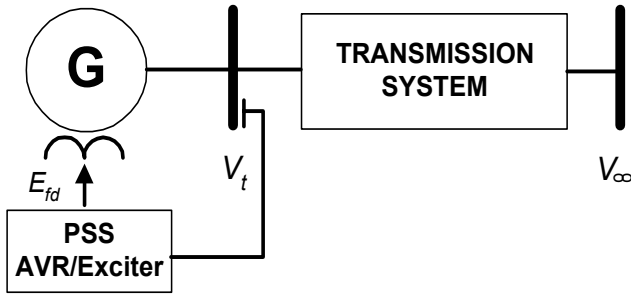 G
TRANSMISSION
SYSTEM
E_fd
V_t
V_∞
PSS
AVR/Exciter